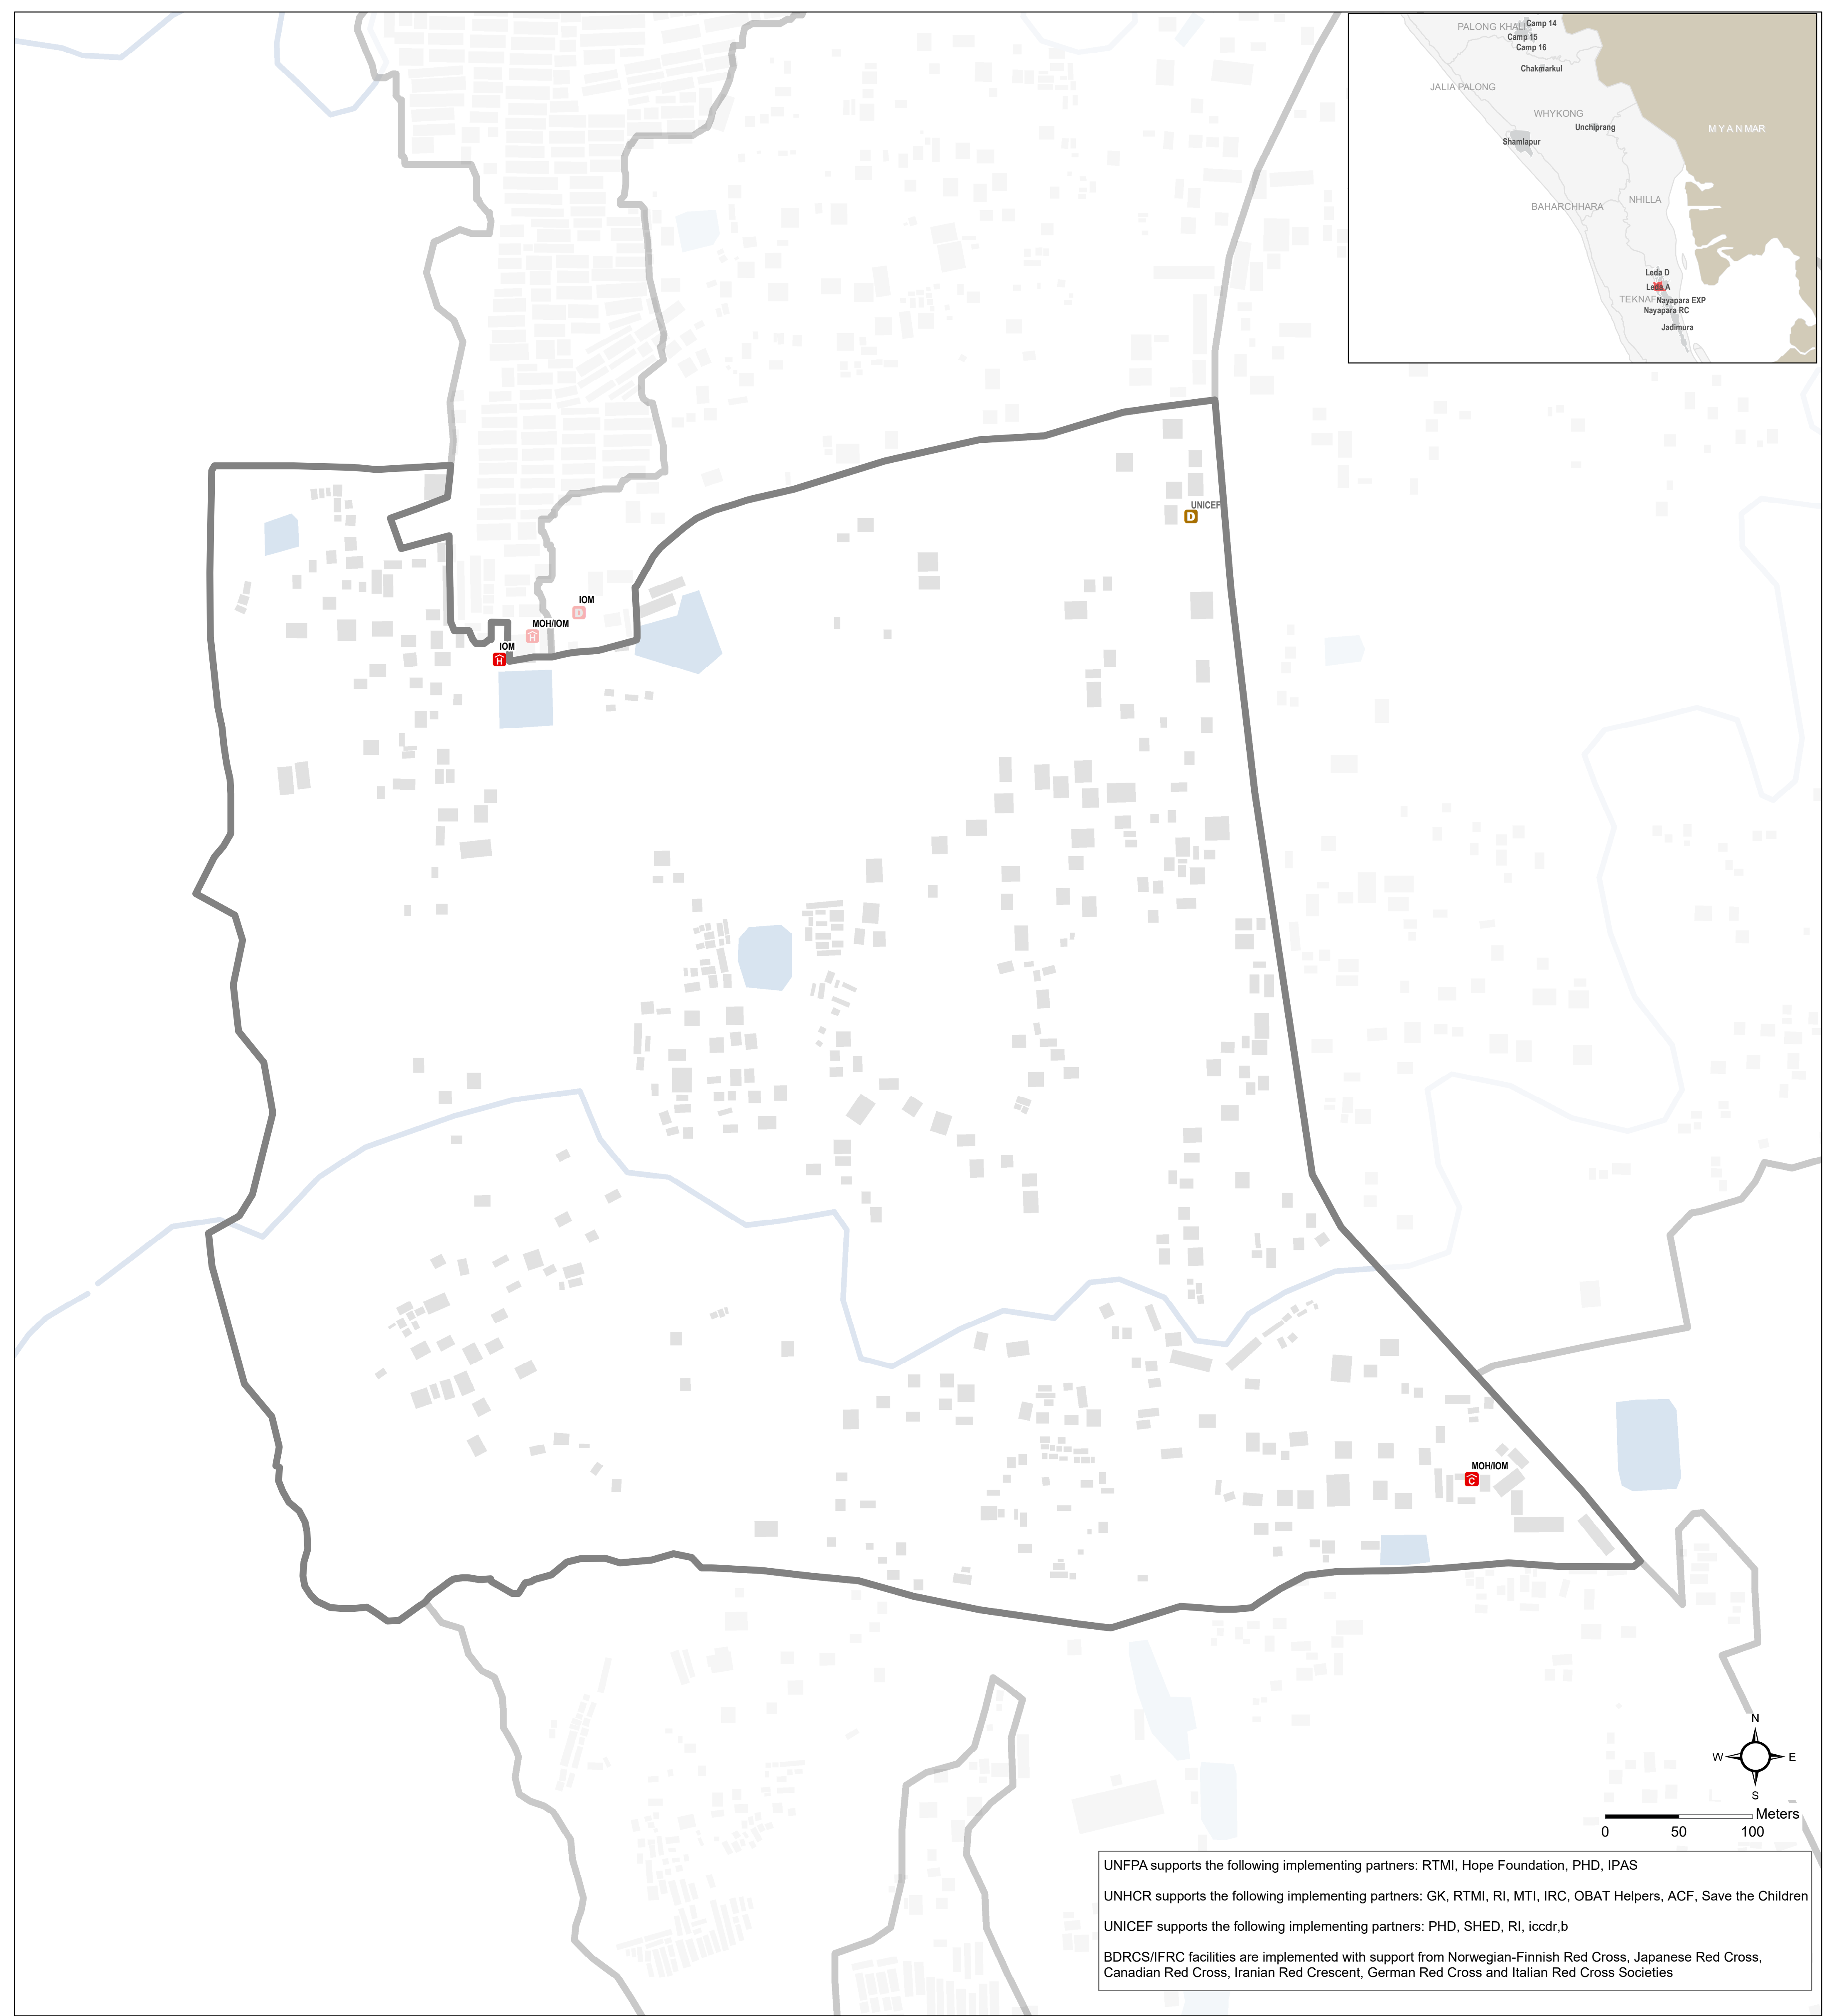 PALONG KHALI
Camp 14
Camp 15
Camp 16
Chakmarkul
JALIA PALONG
WHYKONG
Unchiprang
MYANMAR
Shamlapur
NHILLA
BAHARCHHARA
Leda D
Leda A
TEKNAF
Nayapara EXP
Nayapara RC
Jadimura
UNICEF
D
IOM
D
MOH/IOM
H
IOM
H
MOH/IOM
C
N
W E
S
Meters
0 50 100
UNFPA supports the following implementing partners: RTMI, Hope Foundation, PHD, IPAS
UNHCR supports the following implementing partners: GK, RTMI, RI, MTI, IRC, OBAT Helpers, ACF, Save the Children
UNICEF supports the following implementing partners: PHD, SHED, RI, iccdr,b
BDRCS/IFRC facilities are implemented with support from Norwegian-Finnish Red Cross, Japanese Red Cross,
Canadian Red Cross, Iranian Red Crescent, German Red Cross and Italian Red Cross Societies